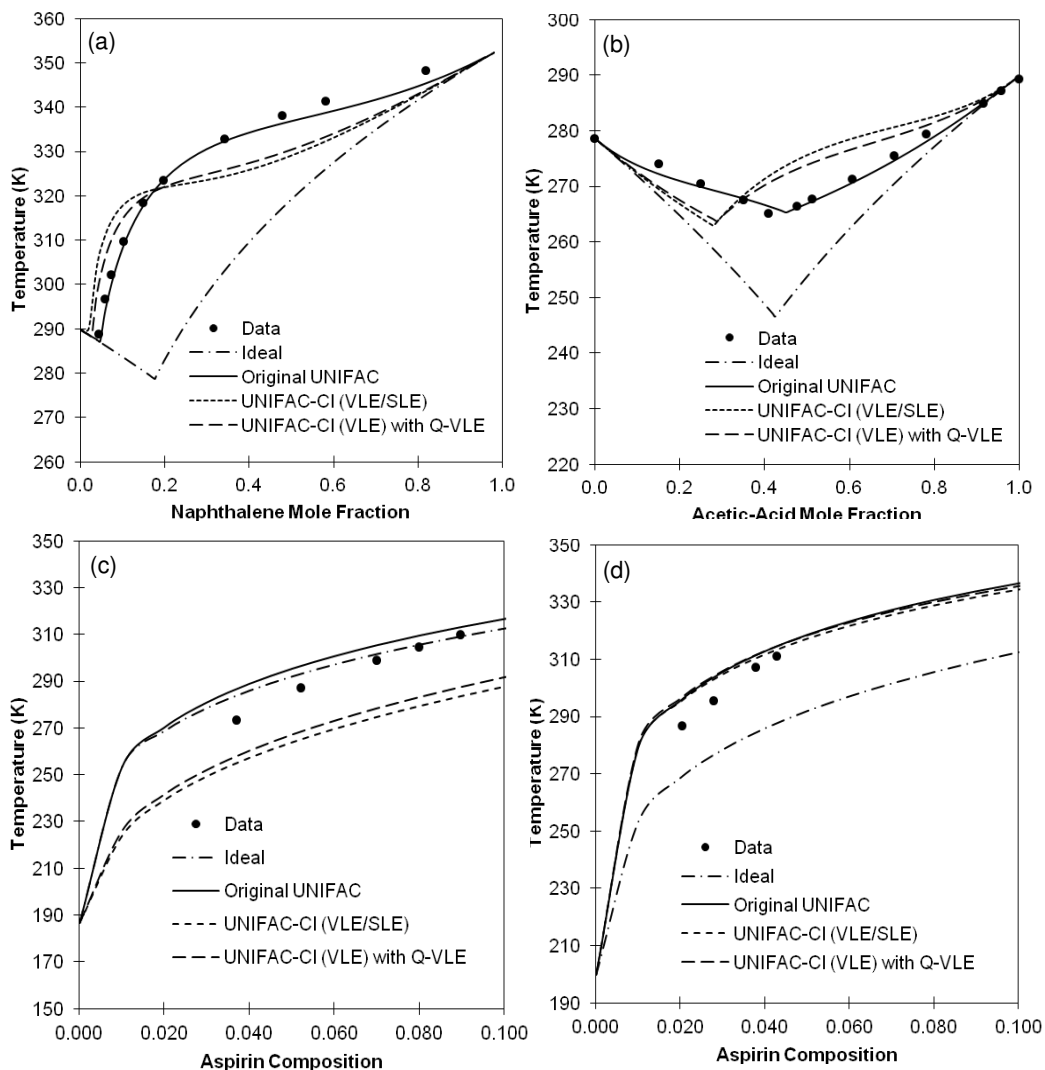 (a)
360
350
340
330
320
310
300
290
280
270
260
Temperature (K)
Data
Ideal
Original UNIFAC
UNIFAC-CI (VLE/SLE)
UNIFAC-CI (VLE) with Q-VLE
0.0 0.2 0.4 0.6 0.8 1.0
Naphthalene Mole Fraction
(b)
300
290
280
270
260
250
240
230
220
Temperature (K)
Data
Ideal
Original UNIFAC
UNIFAC-CI (VLE/SLE)
UNIFAC-CI (VLE) with Q-VLE
0.0 0.2 0.4 0.6 0.8 1.0
Acetic-Acid Mole Fraction
(c)
350
330
310
290
270
250
230
210
190
170
150
Temperature (K)
Data
Ideal
Original UNIFAC
UNIFAC-CI (VLE/SLE)
UNIFAC-CI (VLE) with Q-VLE
0.000 0.020 0.040 0.060 0.080 0.100
Aspirin Composition
(d)
350
330
310
290
270
250
230
210
190
Temperature (K)
Data
Ideal
Original UNIFAC
UNIFAC-CI (VLE/SLE)
UNIFAC-CI (VLE) with Q-VLE
0.000 0.020 0.040 0.060 0.080 0.100
Aspirin Composition